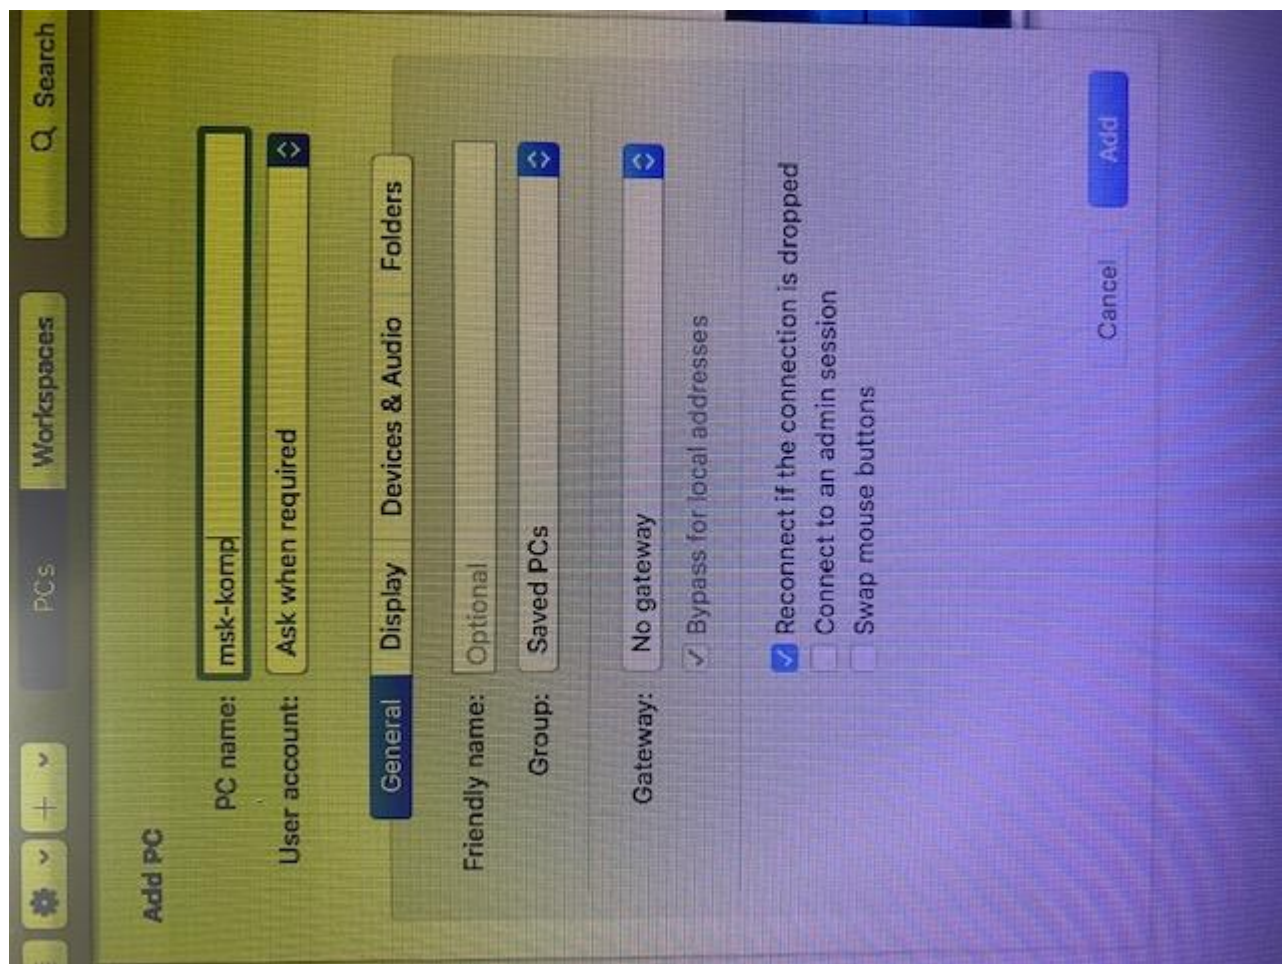 PCs Workspaces Search
Add PC
PC name: msk-komp
User account: Ask when required
General Display Devices & Audio Folders
Friendly name: Optional
Group: Saved PCs
Gateway: No gateway
Bypass for local addresses
Reconnect if the connection is dropped
Connect to an admin session
Swap mouse buttons
Cancel Add